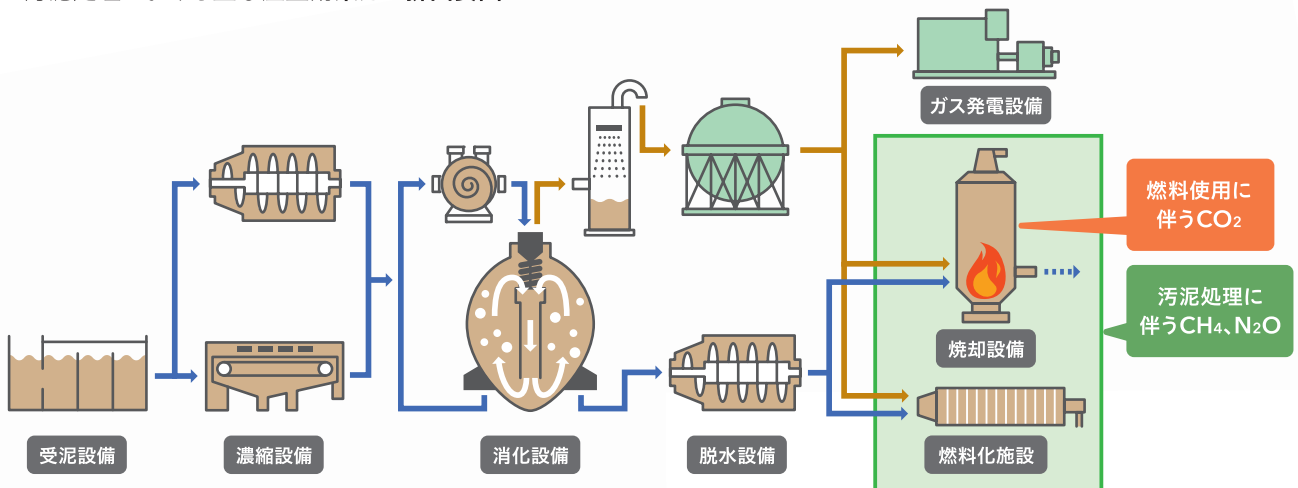 ガス発電設備
燃料使用に
伴うCO₂
汚泥処理に
伴うCH₄、N₂O
焼却設備
受泥設備
濃縮設備
消化設備
脱水設備
燃料化施設